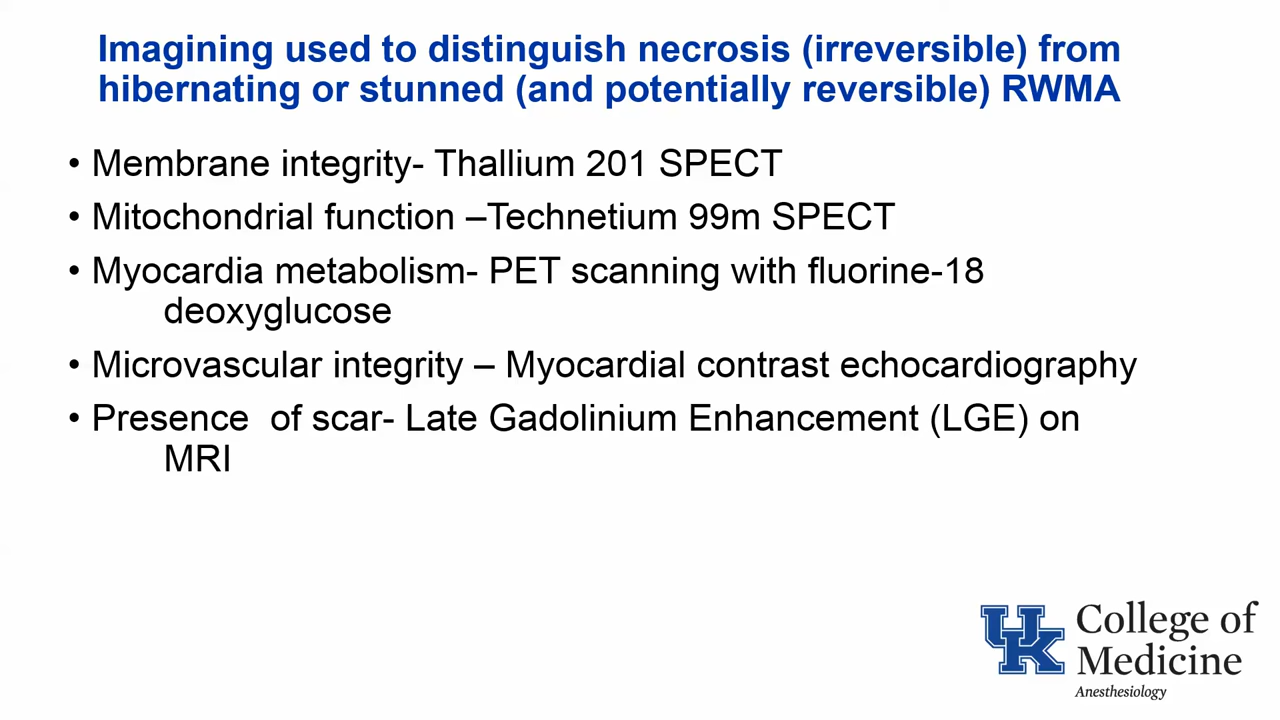 Imagining used to distinguish necrosis (irreversible) from
hibernating or stunned (and potentially reversible) RWMA
• Membrane integrity- Thallium 201 SPECT
• Mitochondrial function –Technetium 99m SPECT
• Myocardia metabolism- PET scanning with fluorine-18
deoxyglucose
• Microvascular integrity – Myocardial contrast echocardiography
• Presence  of scar- Late Gadolinium Enhancement (LGE) on
MRI
UK College of
Medicine
Anesthesiology